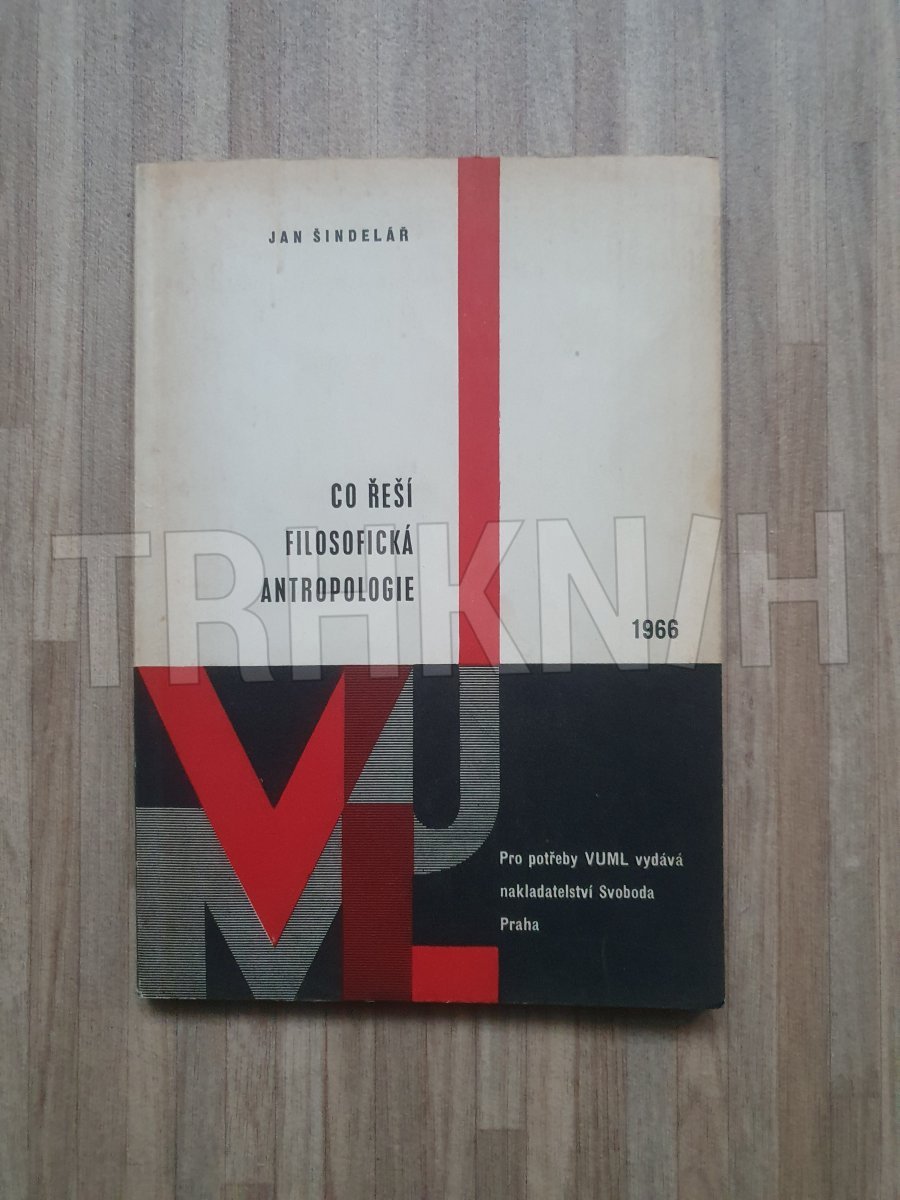 JAN ŠINDELÁŘ
CO ŘEŠÍ
FILOSOFICKÁ
ANTROPOLOGIE
TRHKNIH
1966
VUML
Pro potřeby VUML vydává
nakladatelství Svoboda
Praha